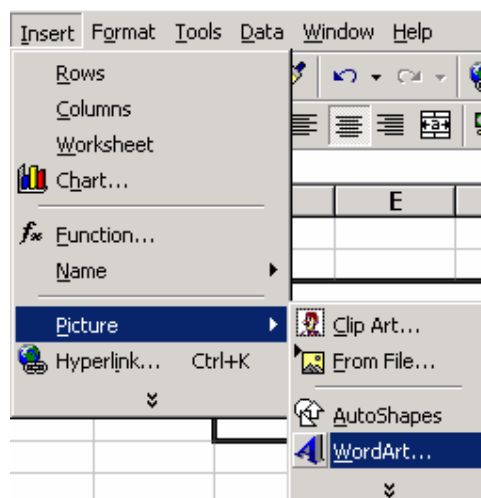 Insert Format Tools Data Window Help
Rows
Columns
Worksheet
Chart...
E
Function...
Name
Picture
Hyperlink... Ctrl+K
Clip Art...
From File...
AutoShapes
WordArt...